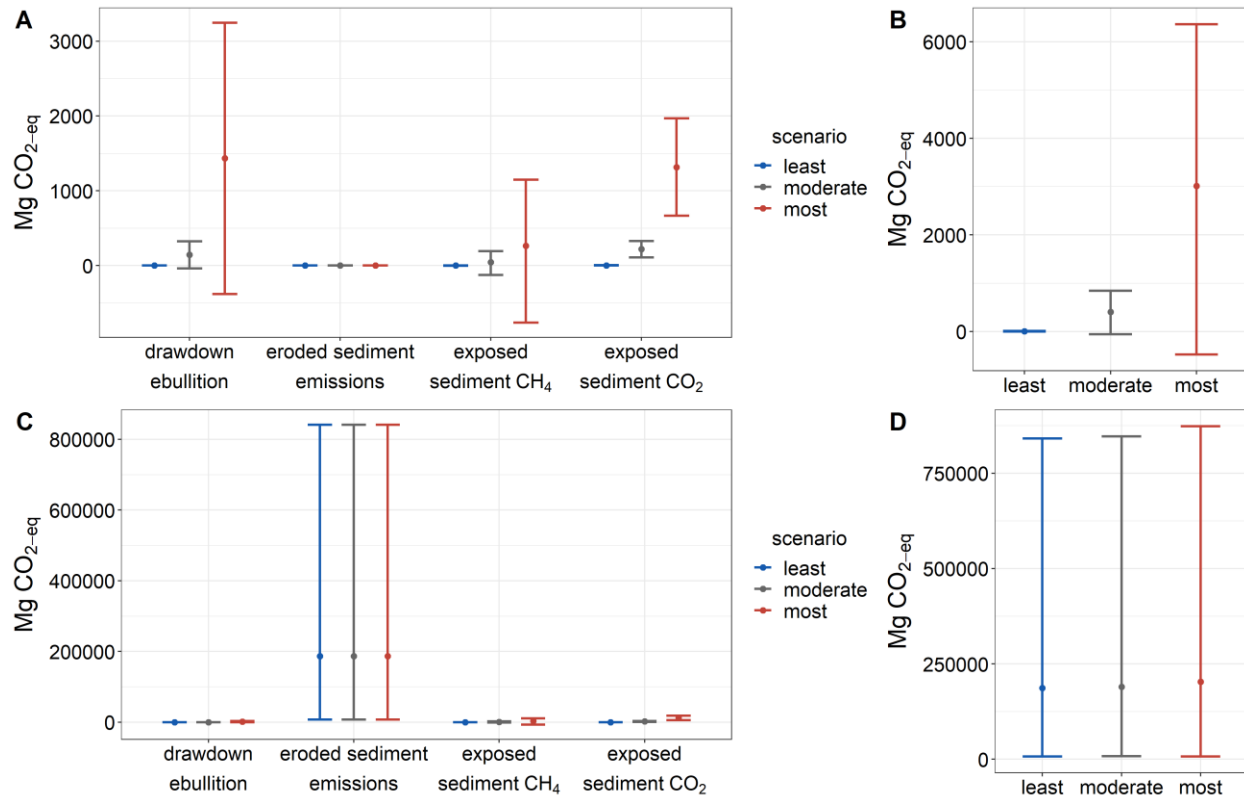 A
Mg CO2−eq
3000
2000
1000
0
drawdown ebullition
eroded sediment emissions
exposed sediment CH4
exposed sediment CO2
scenario
least
moderate
most
B
Mg CO2−eq
6000
4000
2000
0
least
moderate
most
C
Mg CO2−eq
800000
600000
400000
200000
0
drawdown ebullition
eroded sediment emissions
exposed sediment CH4
exposed sediment CO2
scenario
least
moderate
most
D
Mg CO2−eq
750000
500000
250000
0
least
moderate
most